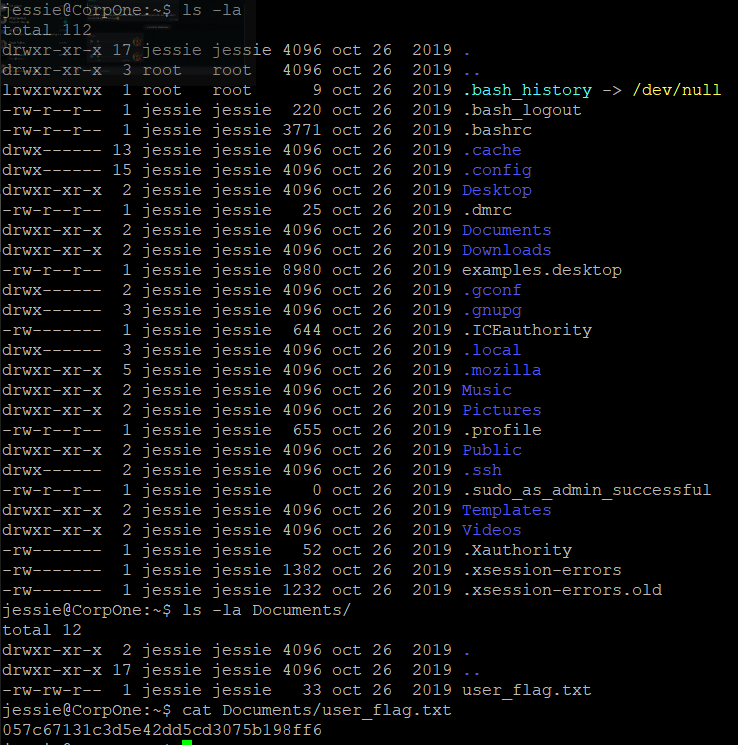 jessie@CorpOne:~$ ls -la
total 112
drwxr-xr-x 17 jessie jessie 4096 oct 26  2019 .
drwxr-xr-x  3 root   root   4096 oct 26  2019 ..
lrwxrwxrwx  1 root   root      9 oct 26  2019 .bash_history -> /dev/null
-rw-r--r--  1 jessie jessie  220 oct 26  2019 .bash_logout
-rw-r--r--  1 jessie jessie 3771 oct 26  2019 .bashrc
drwx------ 13 jessie jessie 4096 oct 26  2019 .cache
drwx------ 15 jessie jessie 4096 oct 26  2019 .config
drwxr-xr-x  2 jessie jessie 4096 oct 26  2019 Desktop
-rw-r--r--  1 jessie jessie   25 oct 26  2019 .dmrc
drwxr-xr-x  2 jessie jessie 4096 oct 26  2019 Documents
drwxr-xr-x  2 jessie jessie 4096 oct 26  2019 Downloads
-rw-r--r--  1 jessie jessie 8980 oct 26  2019 examples.desktop
drwx------  2 jessie jessie 4096 oct 26  2019 .gconf
drwx------  3 jessie jessie 4096 oct 26  2019 .gnupg
-rw-------  1 jessie jessie  644 oct 26  2019 .ICEauthority
drwx------  3 jessie jessie 4096 oct 26  2019 .local
drwxr-xr-x  5 jessie jessie 4096 oct 26  2019 .mozilla
drwxr-xr-x  2 jessie jessie 4096 oct 26  2019 Music
drwxr-xr-x  2 jessie jessie 4096 oct 26  2019 Pictures
-rw-r--r--  1 jessie jessie  655 oct 26  2019 .profile
drwxr-xr-x  2 jessie jessie 4096 oct 26  2019 Public
drwx------  2 jessie jessie 4096 oct 26  2019 .ssh
-rw-r--r--  1 jessie jessie    0 oct 26  2019 .sudo_as_admin_successful
drwxr-xr-x  2 jessie jessie 4096 oct 26  2019 Templates
drwxr-xr-x  2 jessie jessie 4096 oct 26  2019 Videos
-rw-------  1 jessie jessie   52 oct 26  2019 .Xauthority
-rw-------  1 jessie jessie 1382 oct 26  2019 .xsession-errors
-rw-------  1 jessie jessie 1232 oct 26  2019 .xsession-errors.old
jessie@CorpOne:~$ ls -la Documents/
total 12
drwxr-xr-x  2 jessie jessie 4096 oct 26  2019 .
drwxr-xr-x 17 jessie jessie 4096 oct 26  2019 ..
-rw-rw-r--  1 jessie jessie   33 oct 26  2019 user_flag.txt
jessie@CorpOne:~$ cat Documents/user_flag.txt
057c67131c3d5e42dd5cd3075b198ff6